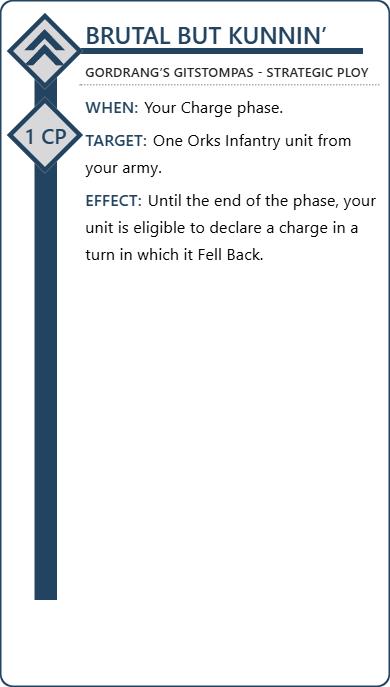 BRUTAL BUT KUNNIN’
GORDRANG’S GITSTOMPAS - STRATEGIC PLOY
WHEN: Your Charge phase.
1 CP
TARGET: One Orks Infantry unit from
your army.
EFFECT: Until the end of the phase, your
unit is eligible to declare a charge in a
turn in which it Fell Back.